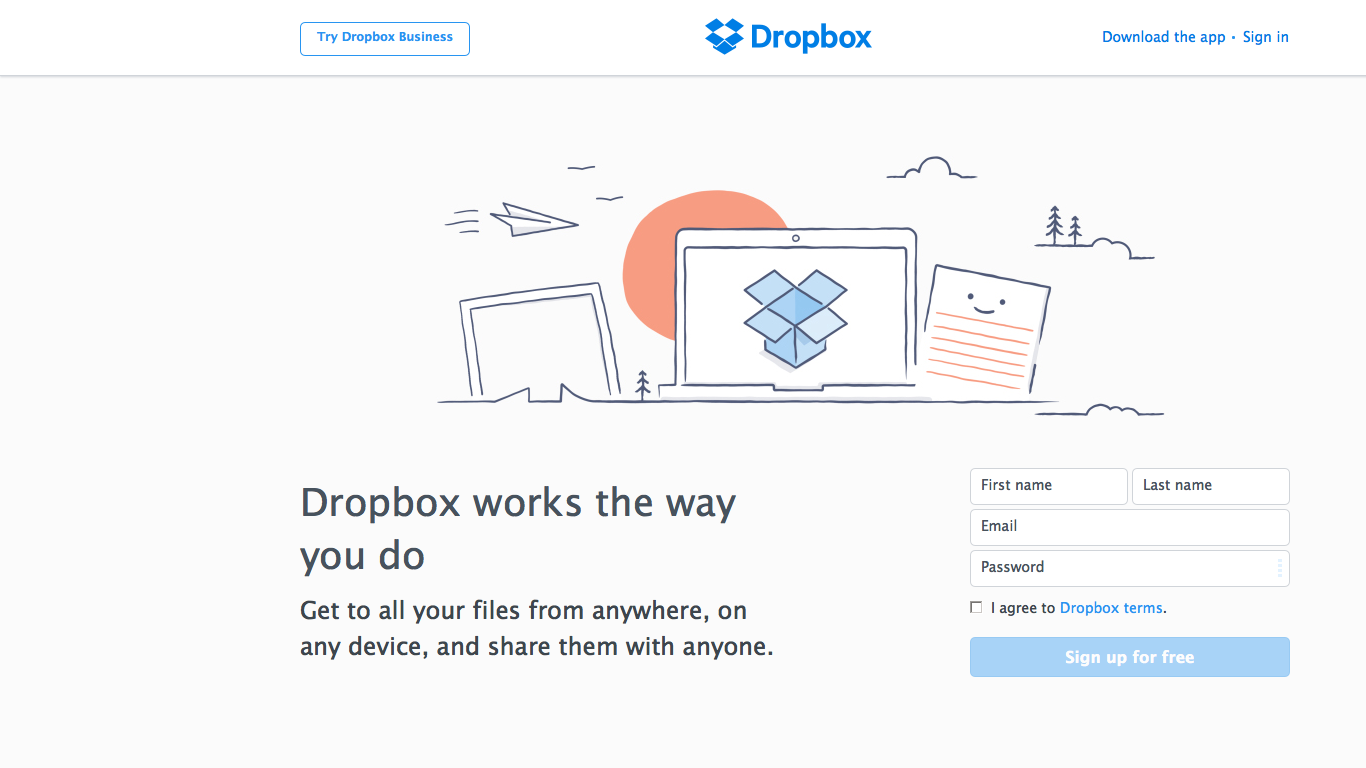 Try Dropbox Business
Dropbox
Download the app • Sign in
Dropbox works the way
you do
Get to all your files from anywhere, on
any device, and share them with anyone.
First name
Last name
Email
Password
I agree to Dropbox terms.
Sign up for free